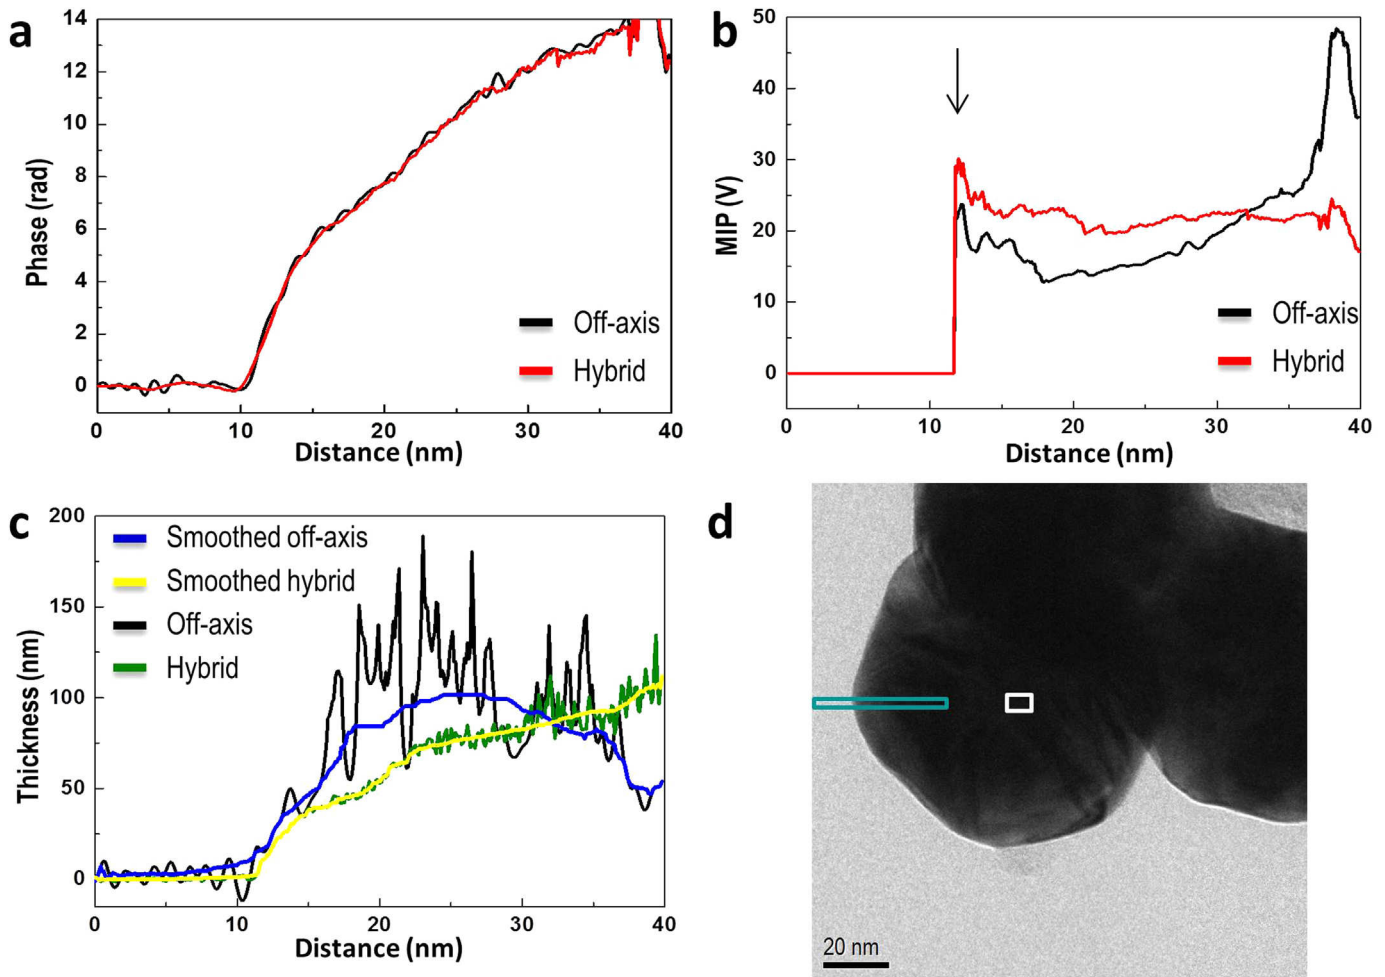 a
14
12
10
8
6
4
2
0
Phase (rad)
Off-axis
Hybrid
0 10 20 30 40
Distance (nm)
b
50
40
30
20
10
0
MIP (V)
Off-axis
Hybrid
0 10 20 30 40
Distance (nm)
c
200
150
100
50
0
Thickness (nm)
Smoothed off-axis
Smoothed hybrid
Off-axis
Hybrid
0 10 20 30 40
Distance (nm)
d
20 nm